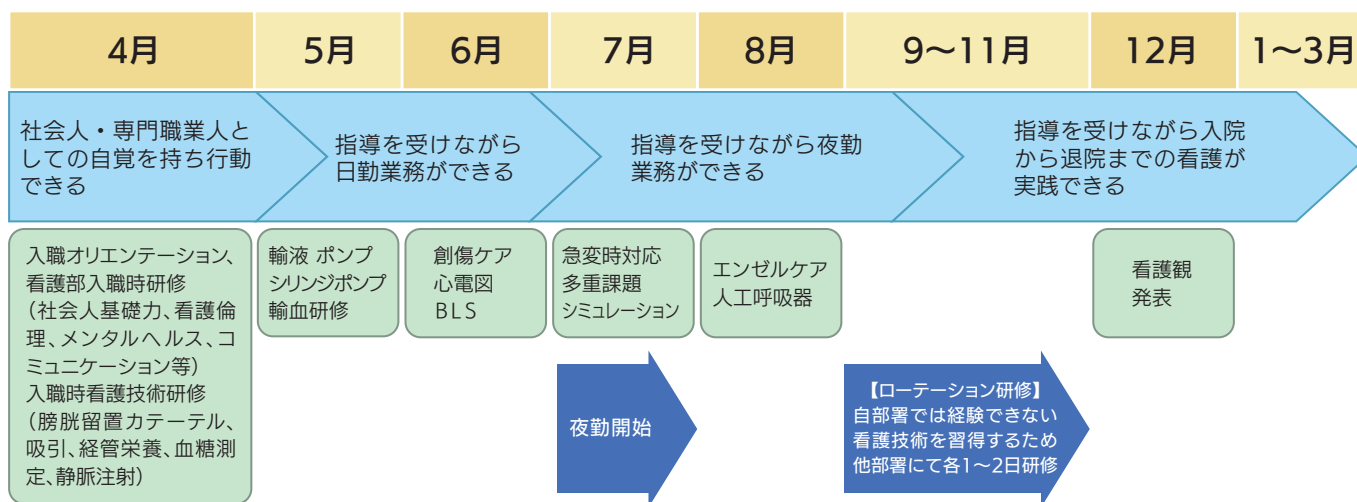 4月
5月
6月
7月
8月
9〜11月
12月
1〜3月
社会人・専門職業人と
しての自覚を持ち行動
できる
指導を受けながら
日勤業務ができる
指導を受けながら夜勤
業務ができる
指導を受けながら入院
から退院までの看護が
実践できる
入職オリエンテーション、
看護部入職時研修
(社会人基礎力、看護倫
理、メンタルヘルス、コ
ミュニケーション等)
入職時看護技術研修
(膀胱留置カテーテル、
吸引、経管栄養、血糖測
定、静脈注射)
輸液 ポンプ
シリンジポンプ
輸血研修
創傷ケア
心電図
BLS
急変時対応
多重課題
シミュレーション
エンゼルケア
人工呼吸器
看護観
発表
夜勤開始
【ローテーション研修】
自部署では経験できない
看護技術を習得するため
他部署にて各1〜2日研修